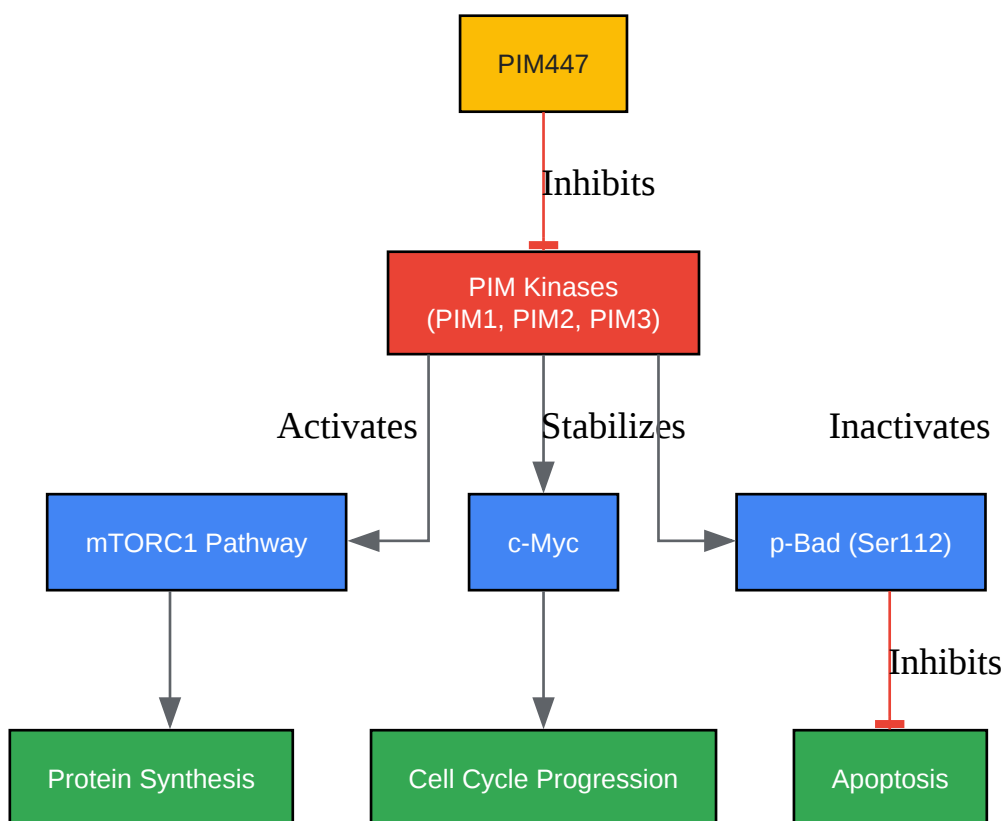 PIM447
Inhibits
PIM Kinases
(PIM1, PIM2, PIM3)
Activates
Stabilizes
Inactivates
mTORC1 Pathway
c-Myc
p-Bad (Ser112)
Inhibits
Protein Synthesis
Cell Cycle Progression
Apoptosis